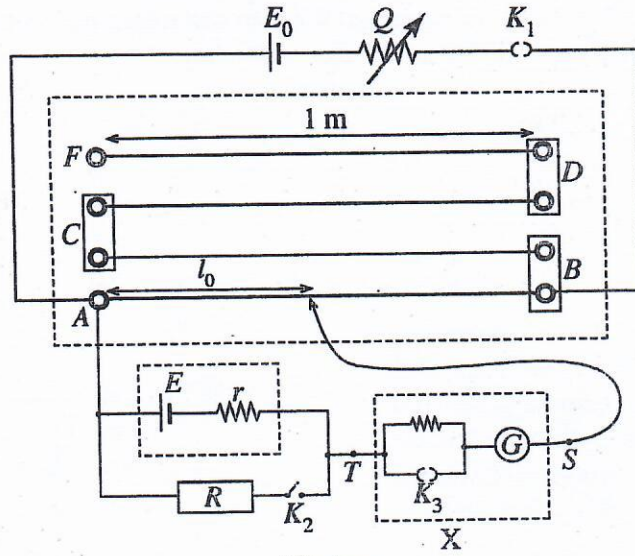 E₀ Q K₁
1 m
F D
C
l₀ B
A
E r
T G S
R K₂ K₃
X